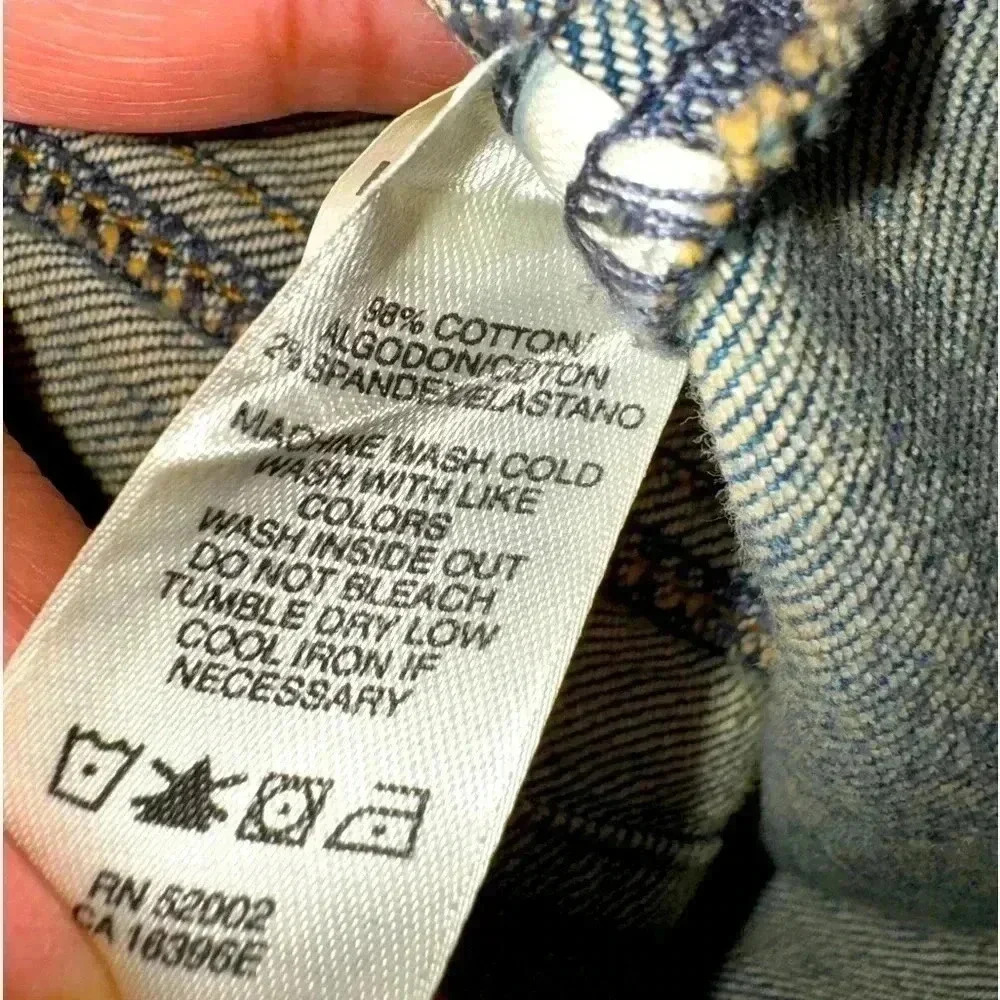 98% COTTON/
ALGODON/COTON
2% SPANDEX/ELASTANO
MACHINE WASH COLD
WASH WITH LIKE
COLORS
WASH INSIDE OUT
DO NOT BLEACH
TUMBLE DRY LOW
COOL IRON IF
NECESSARY
RN 52002
CA 16396E